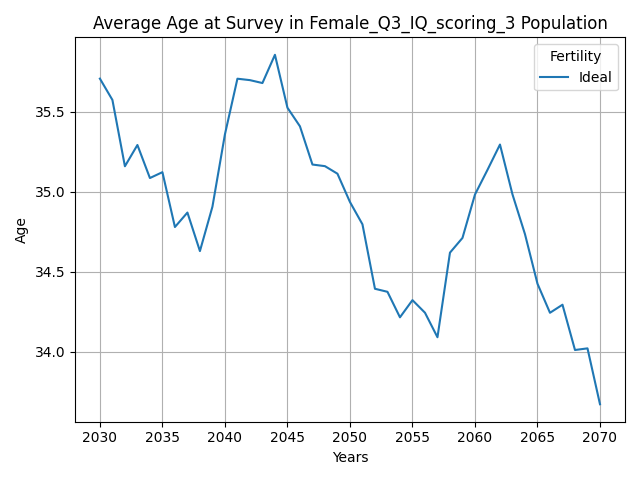 Average Age at Survey in Female_Q3_IQ_scoring_3 Population
Fertility
Ideal
35.5
35.0
34.5
34.0
Age
2030 2035 2040 2045 2050 2055 2060 2065 2070
Years